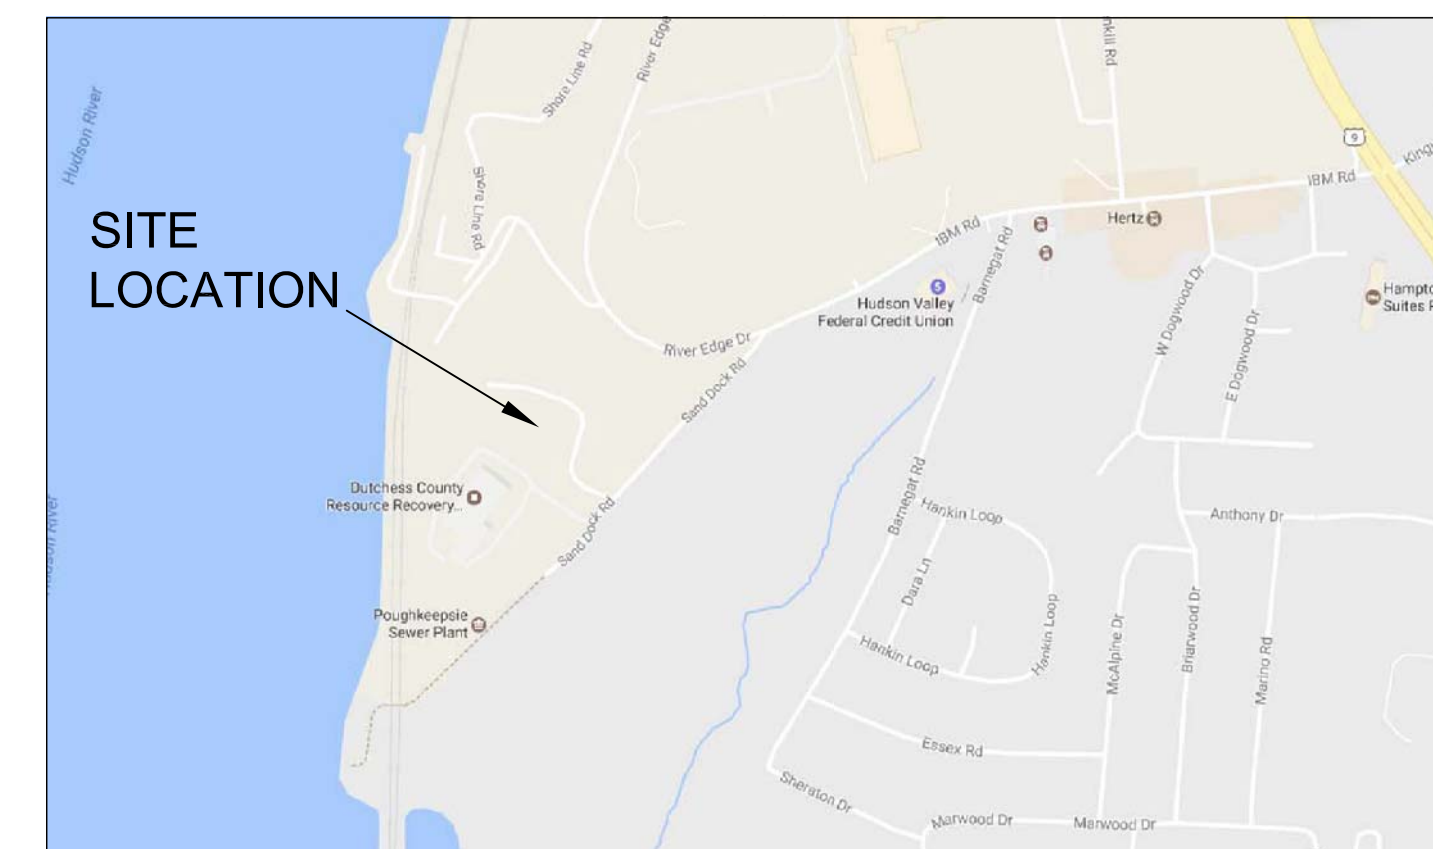 Shore Line Rd
River Edge
nkill Rd
9
Hudson River
IBM Rd
Shore Line Rd
SITE
LOCATION
Hertz
IBM Rd
Barnegat Rd
Hudson Valley
Federal Credit Union
Hampto
Suites
W Dogwood Dr
E Dogwood Dr
River Edge Dr
Sand Dock Rd
Dutchess County
Resource Recovery...
Barnegat Rd
Hankin Loop
Anthony Dr
Sand Dock Rd
Dara Ln
Poughkeepsie
Sewer Plant
Hankin Loop
Hankin Loop
McAlpine Dr
Briarwood Dr
Marino Rd
Essex Rd
Sheraton Dr
Marwood Dr
Marwood Dr